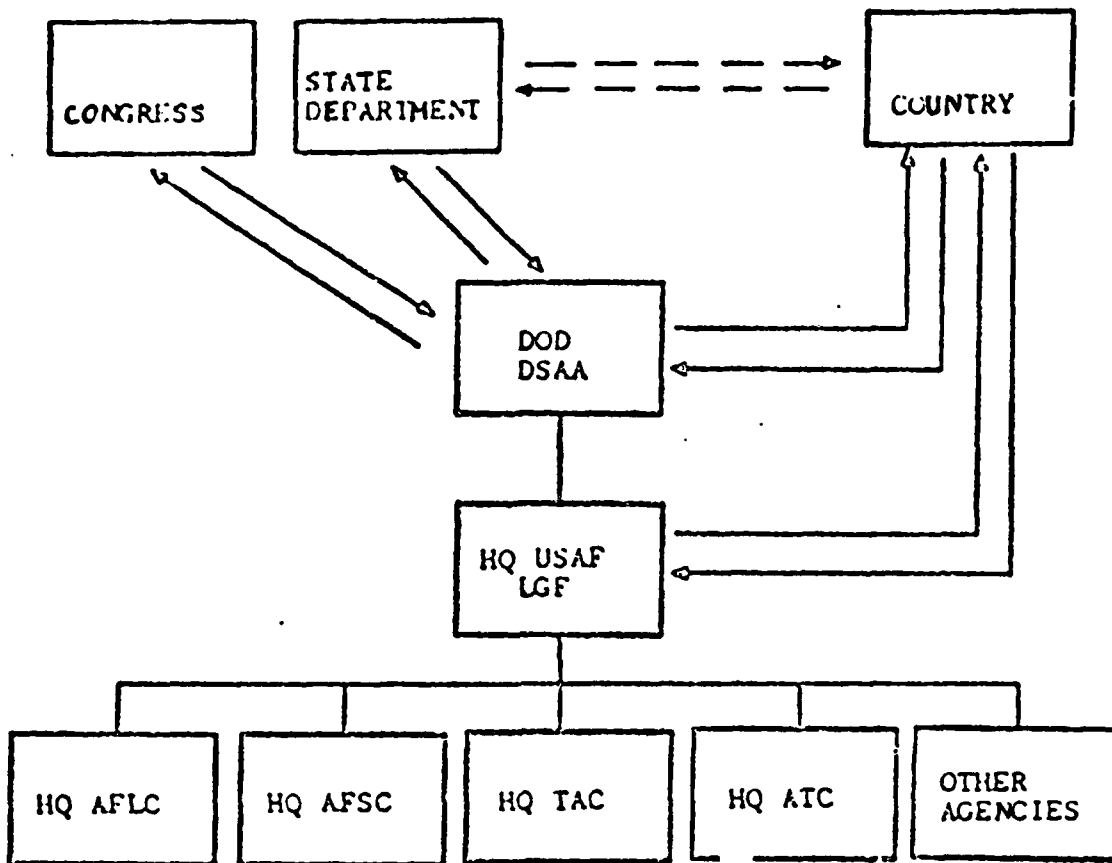 CONGRESS
STATE
DEPARTMENT
COUNTRY
DOD
DSAA
HQ USAF
LGF
HQ AFLC
HQ AFSC
HQ TAC
HQ ATC
OTHER
AGENCIES